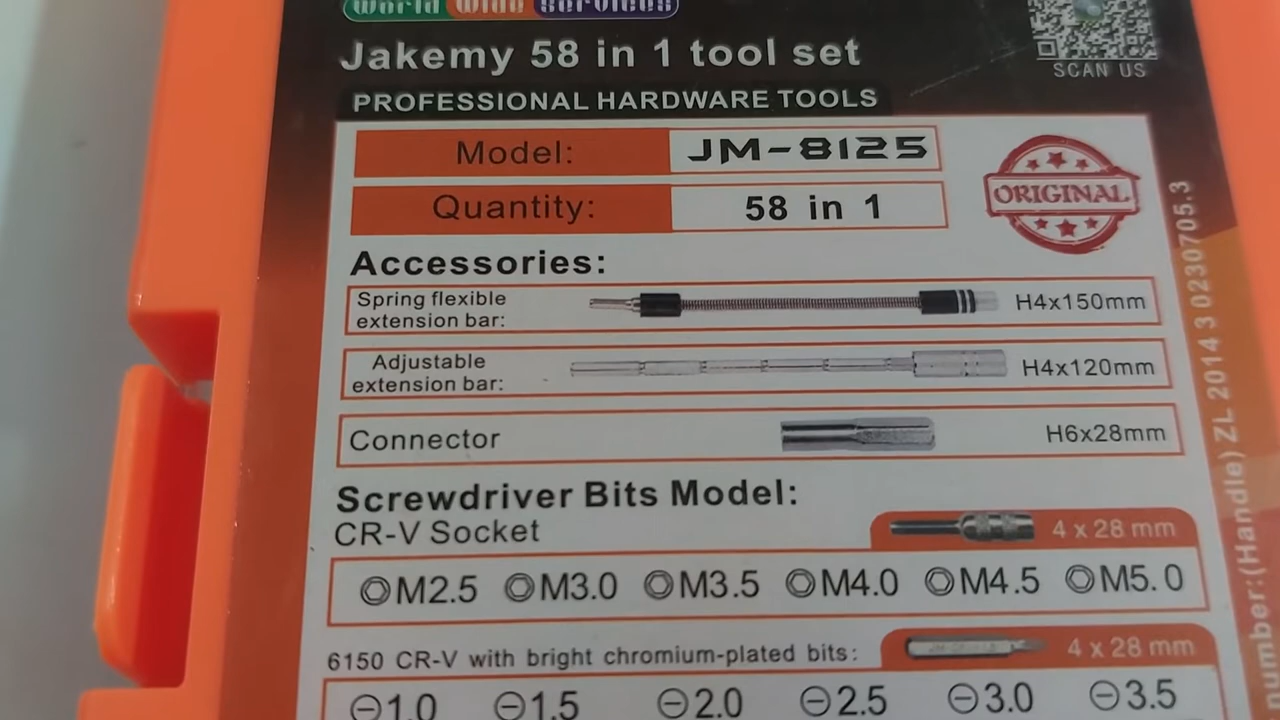 World Wide Services
Jakemy 58 in 1 tool set
SCAN US
PROFESSIONAL HARDWARE TOOLS
Model: JM-8125
Quantity: 58 in 1
ORIGINAL
Accessories:
Spring flexible
extension bar: H4x150mm
Adjustable
extension bar: H4x120mm
Connector H6x28mm
Screwdriver Bits Model:
CR-V Socket 4 x 28 mm
M2.5 M3.0 M3.5 M4.0 M4.5 M5.0
6150 CR-V with bright chromium-plated bits: 4 x 28 mm
1.0 1.5 2.0 2.5 3.0 3.5
number:(Handle) ZL 2014 3 0230705.3